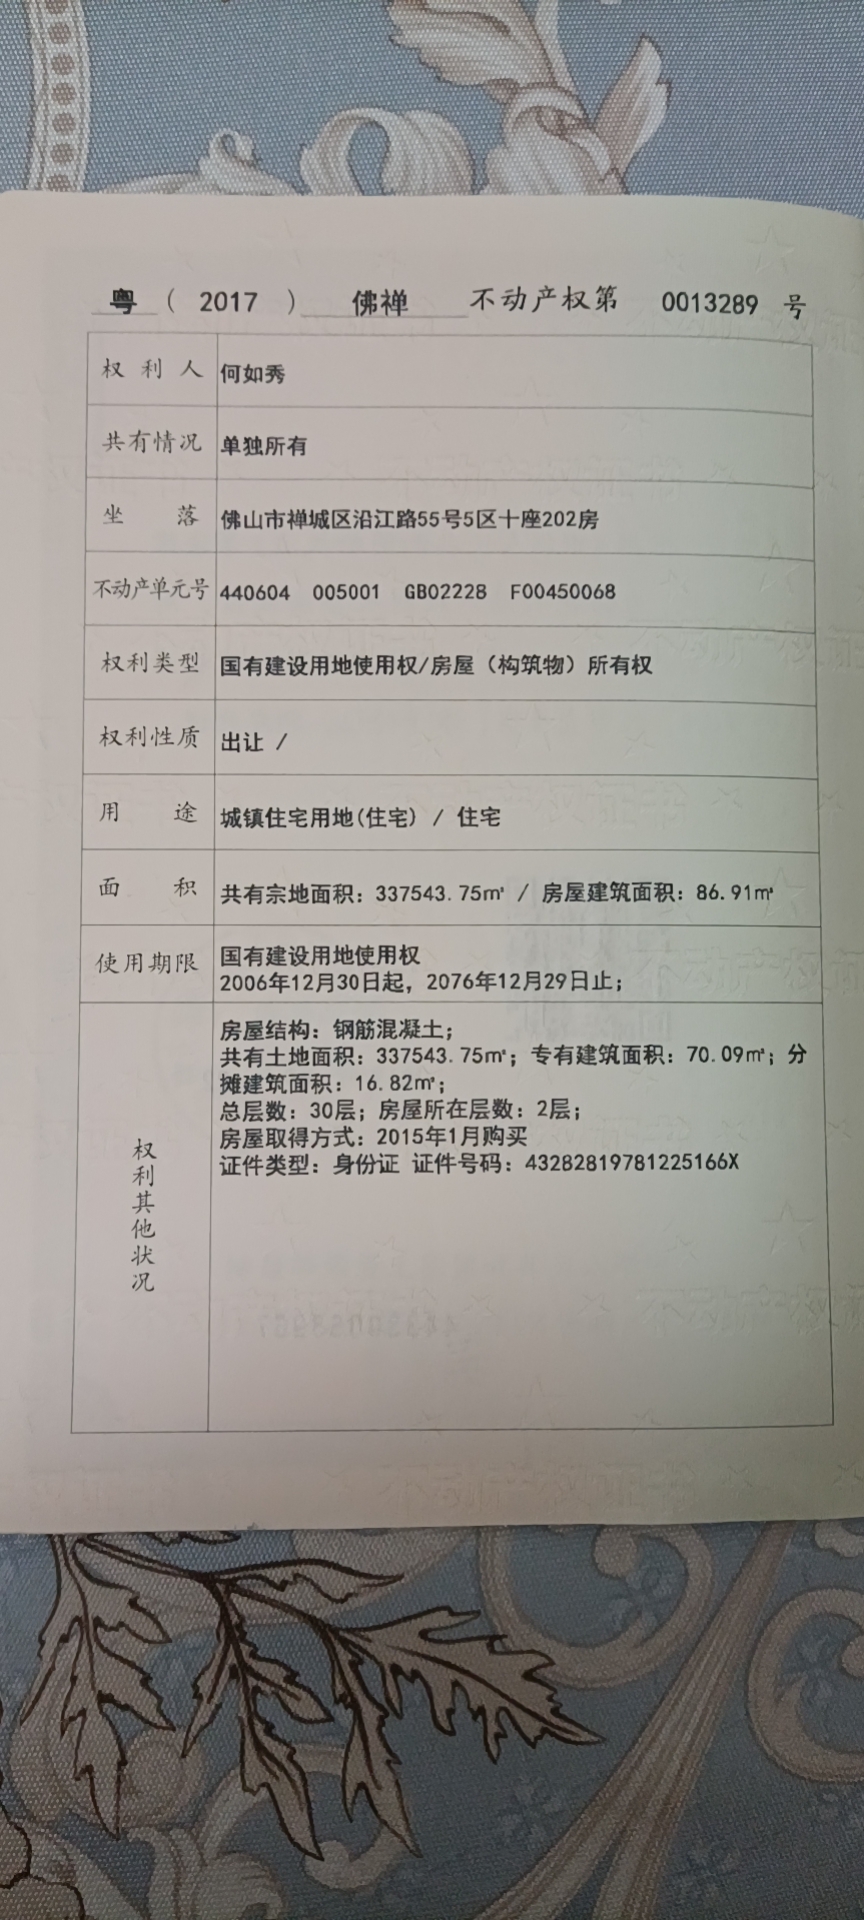 粤 ( 2017 ) 佛禅 不动产权第 0013289 号
权利人 何如秀
共有情况 单独所有
坐落 佛山市禅城区沿江路55号5区十座202房
不动产单元号 440604 005001 GB02228 F00450068
权利类型 国有建设用地使用权/房屋（构筑物）所有权
权利性质 出让 /
用途 城镇住宅用地(住宅) / 住宅
面积 共有宗地面积：337543.75㎡ / 房屋建筑面积：86.91㎡
使用期限 国有建设用地使用权
2006年12月30日起，2076年12月29日止；
权利其他状况
房屋结构：钢筋混凝土；
共有土地面积：337543.75㎡；专有建筑面积：70.09㎡；分
摊建筑面积：16.82㎡；
总层数：30层；房屋所在层数：2层；
房屋取得方式：2015年1月购买
证件类型：身份证 证件号码：43282819781225166X